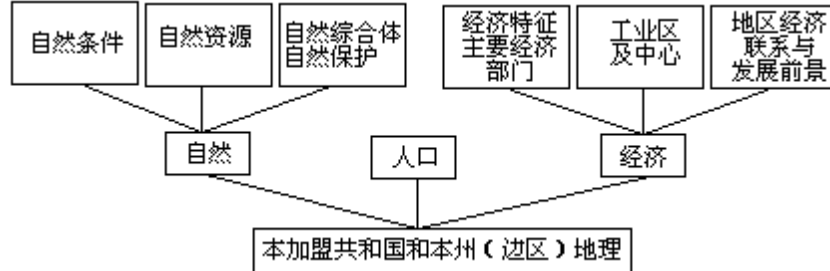 自然条件
自然资源
自然综合体
自然保护
经济特征
主要经济
部门
工业区
及中心
地区经济
联系与
发展前景
自然
人口
经济
本加盟共和国和本州（边区）地理